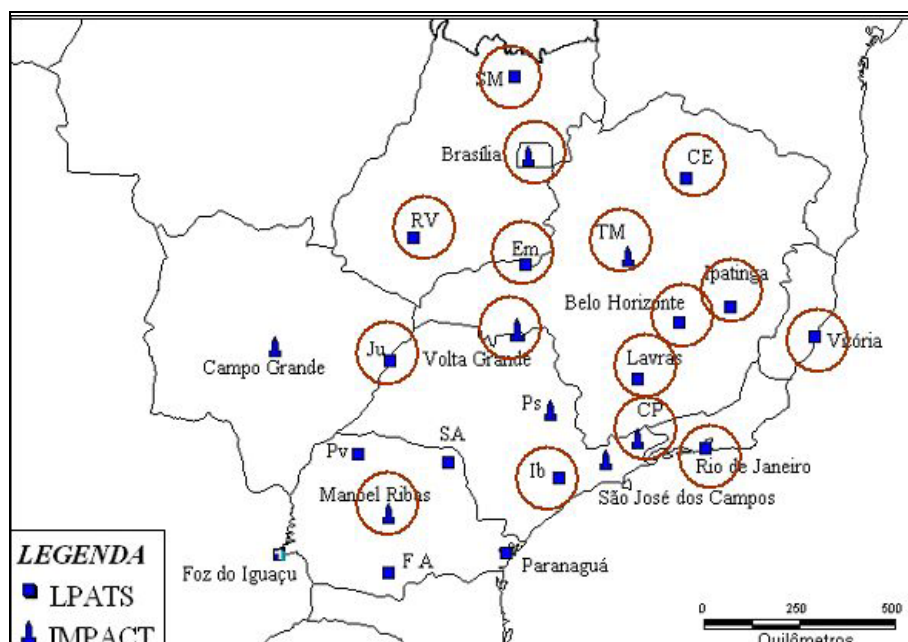 SM
Brasília
CE
RV
TM
Em
Ipatinga
Belo Horizonte
Vitória
Ju
Volta Grande
Campo Grande
Lavras
Ps
CP
SA
Pv
Rio de Janeiro
Ib
Manoel Ribas
São José dos Campos
LEGENDA
Foz do Iguaçu
F A
Paranaguá
LPATS
IMPACT
0 250 500
Quilômetros